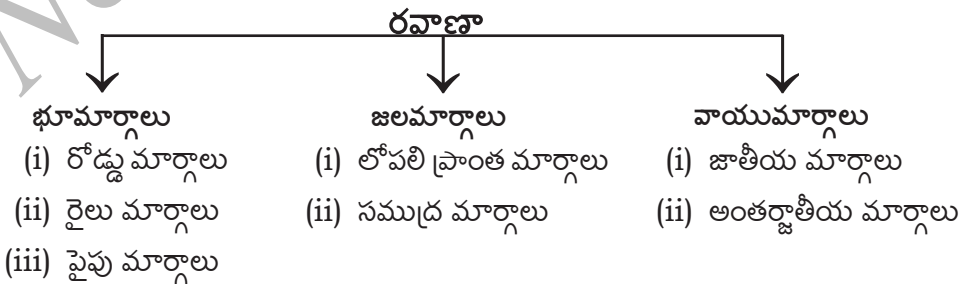 రవాణా
భూమార్గాలు
(i) రోడ్డు మార్గాలు
(ii) రైలు మార్గాలు
(iii) పైపు మార్గాలు
జలమార్గాలు
(i) లోపలి ప్రాంత మార్గాలు
(ii) సముద్ర మార్గాలు
వాయుమార్గాలు
(i) జాతీయ మార్గాలు
(ii) అంతర్జాతీయ మార్గాలు